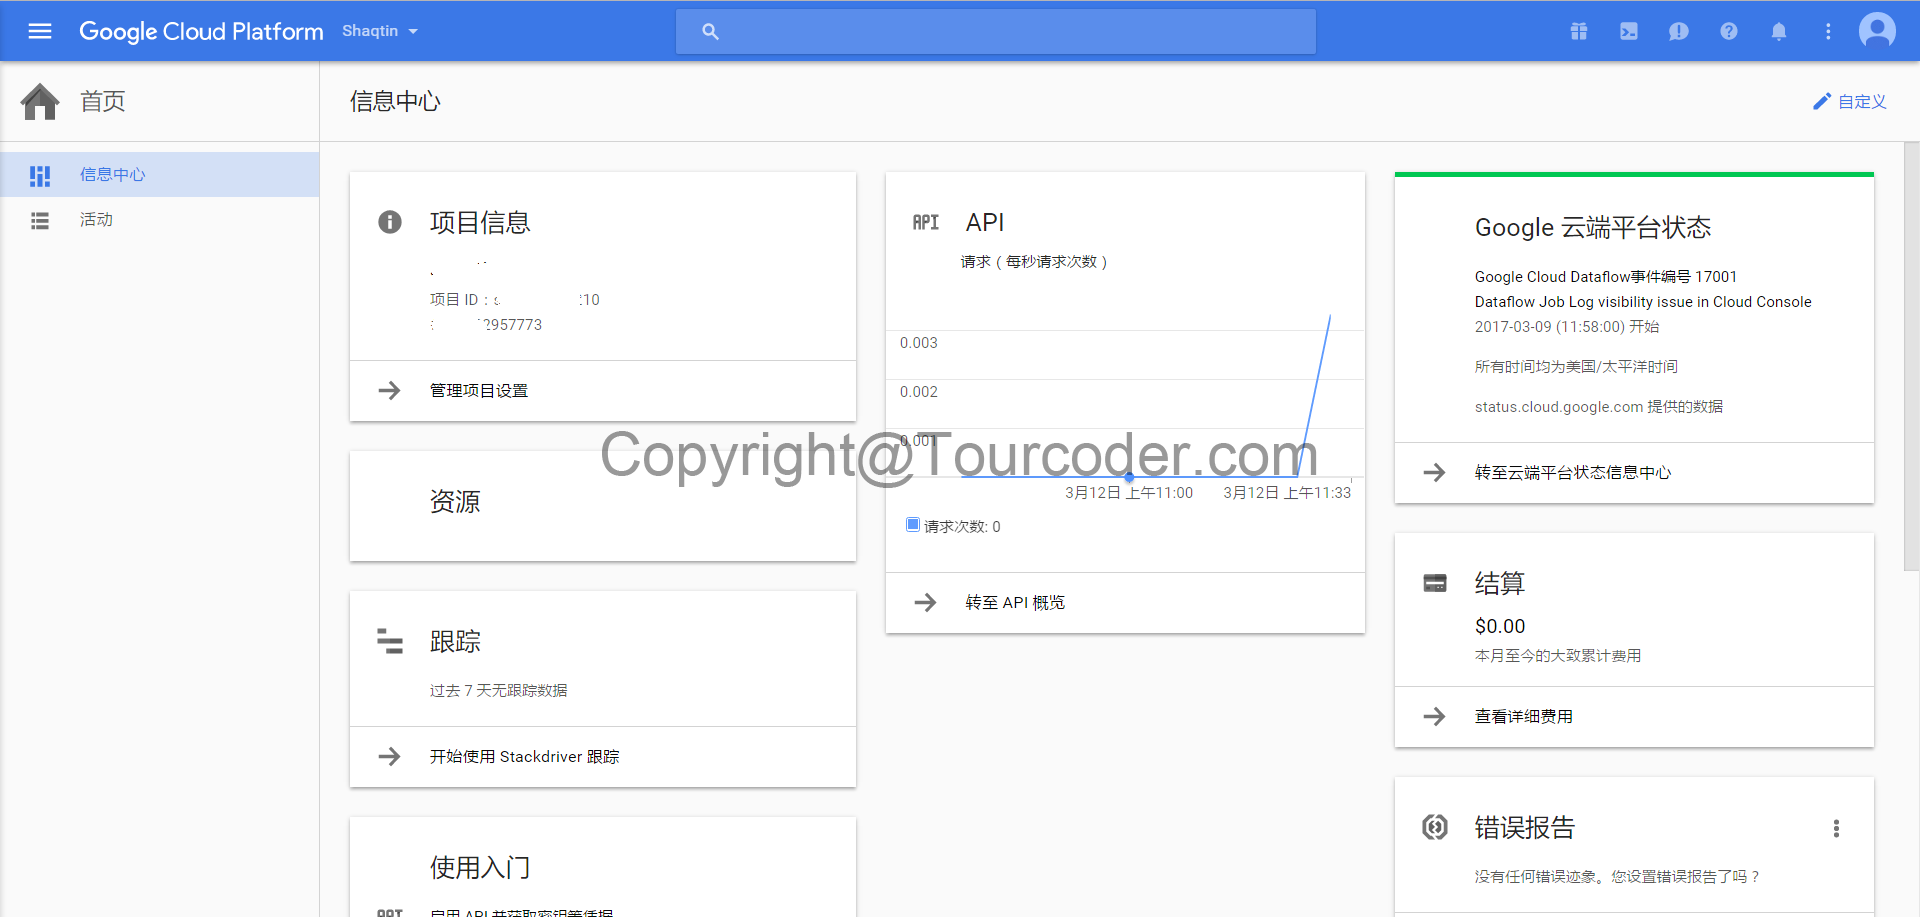 Google Cloud Platform
Shaqtin
首页
信息中心
自定义
信息中心
活动
项目信息
项目 ID：
10
2957773
管理项目设置
资源
跟踪
过去 7 天无跟踪数据
开始使用 Stackdriver 跟踪
使用入门
API
启用 API 并获取密钥等凭据
API
API
请求（每秒请求次数）
0.003
0.002
0.001
3月12日 上午11:00
3月12日 上午11:33
请求次数: 0
转至 API 概览
Google 云端平台状态
Google Cloud Dataflow事件编号 17001
Dataflow Job Log visibility issue in Cloud Console
2017-03-09 (11:58:00) 开始
所有时间均为美国/太平洋时间
status.cloud.google.com 提供的数据
转至云端平台状态信息中心
结算
$0.00
本月至今的大致累计费用
查看详细费用
错误报告
没有任何错误迹象。您设置错误报告了吗？
Copyright@Tourcoder.com